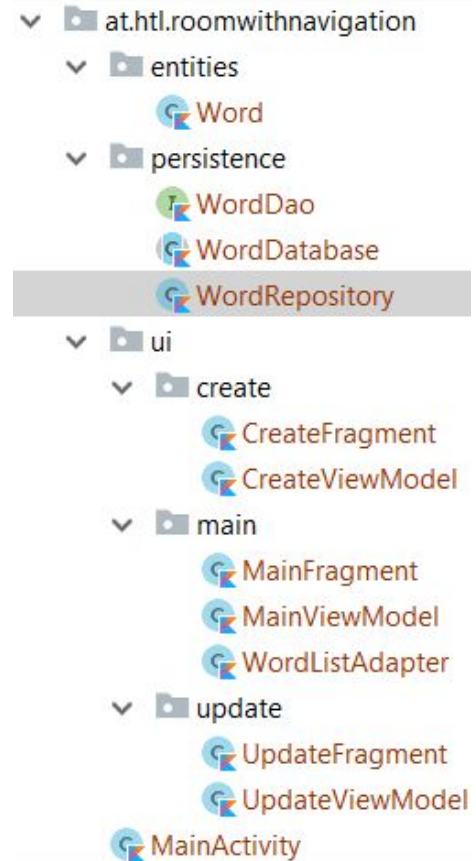 at.htl.roomwithnavigation
entities
Word
persistence
WordDao
WordDatabase
WordRepository
ui
create
CreateFragment
CreateViewModel
main
MainFragment
MainViewModel
WordListAdapter
update
UpdateFragment
UpdateViewModel
MainActivity